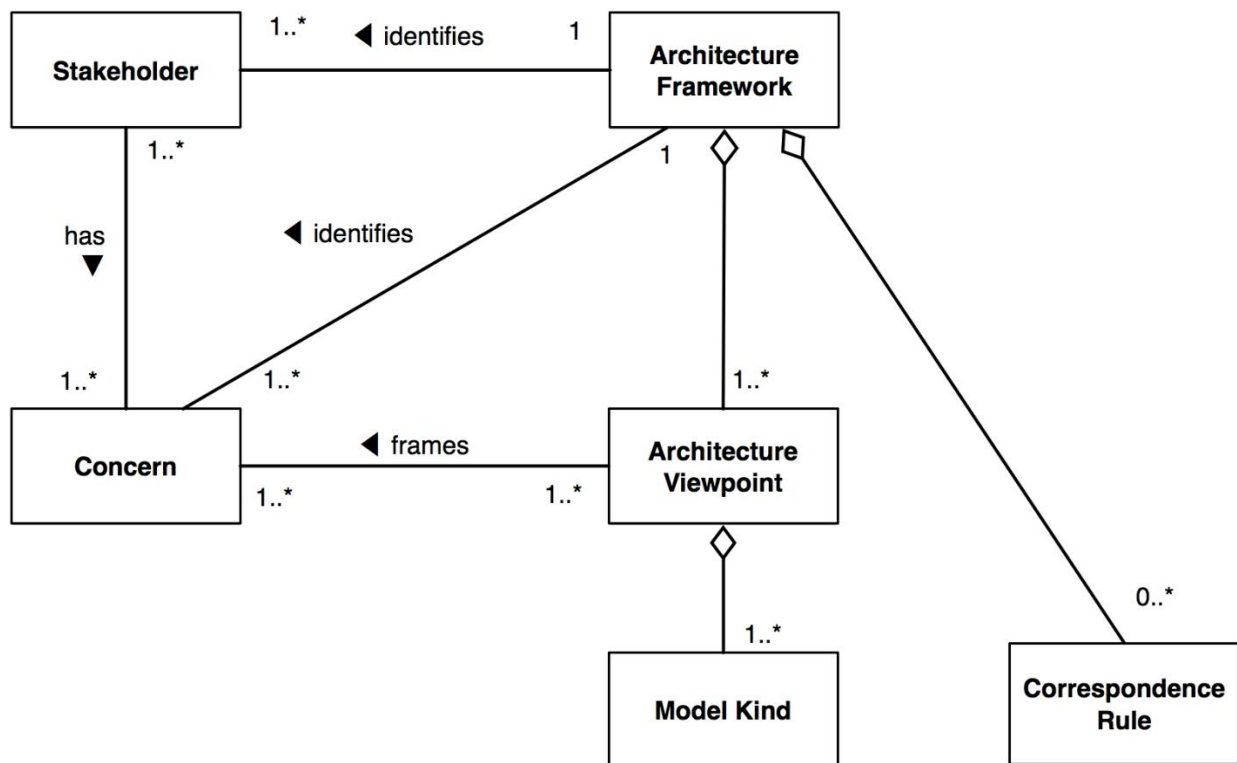 1..*
◀ identifies
1
Stakeholder
Architecture
Framework
1..*
1
has
▼
◀ identifies
1..*
1..*
1..*
◀ frames
Concern
Architecture
Viewpoint
1..*
1..*
0..*
1..*
Model Kind
Correspondence
Rule